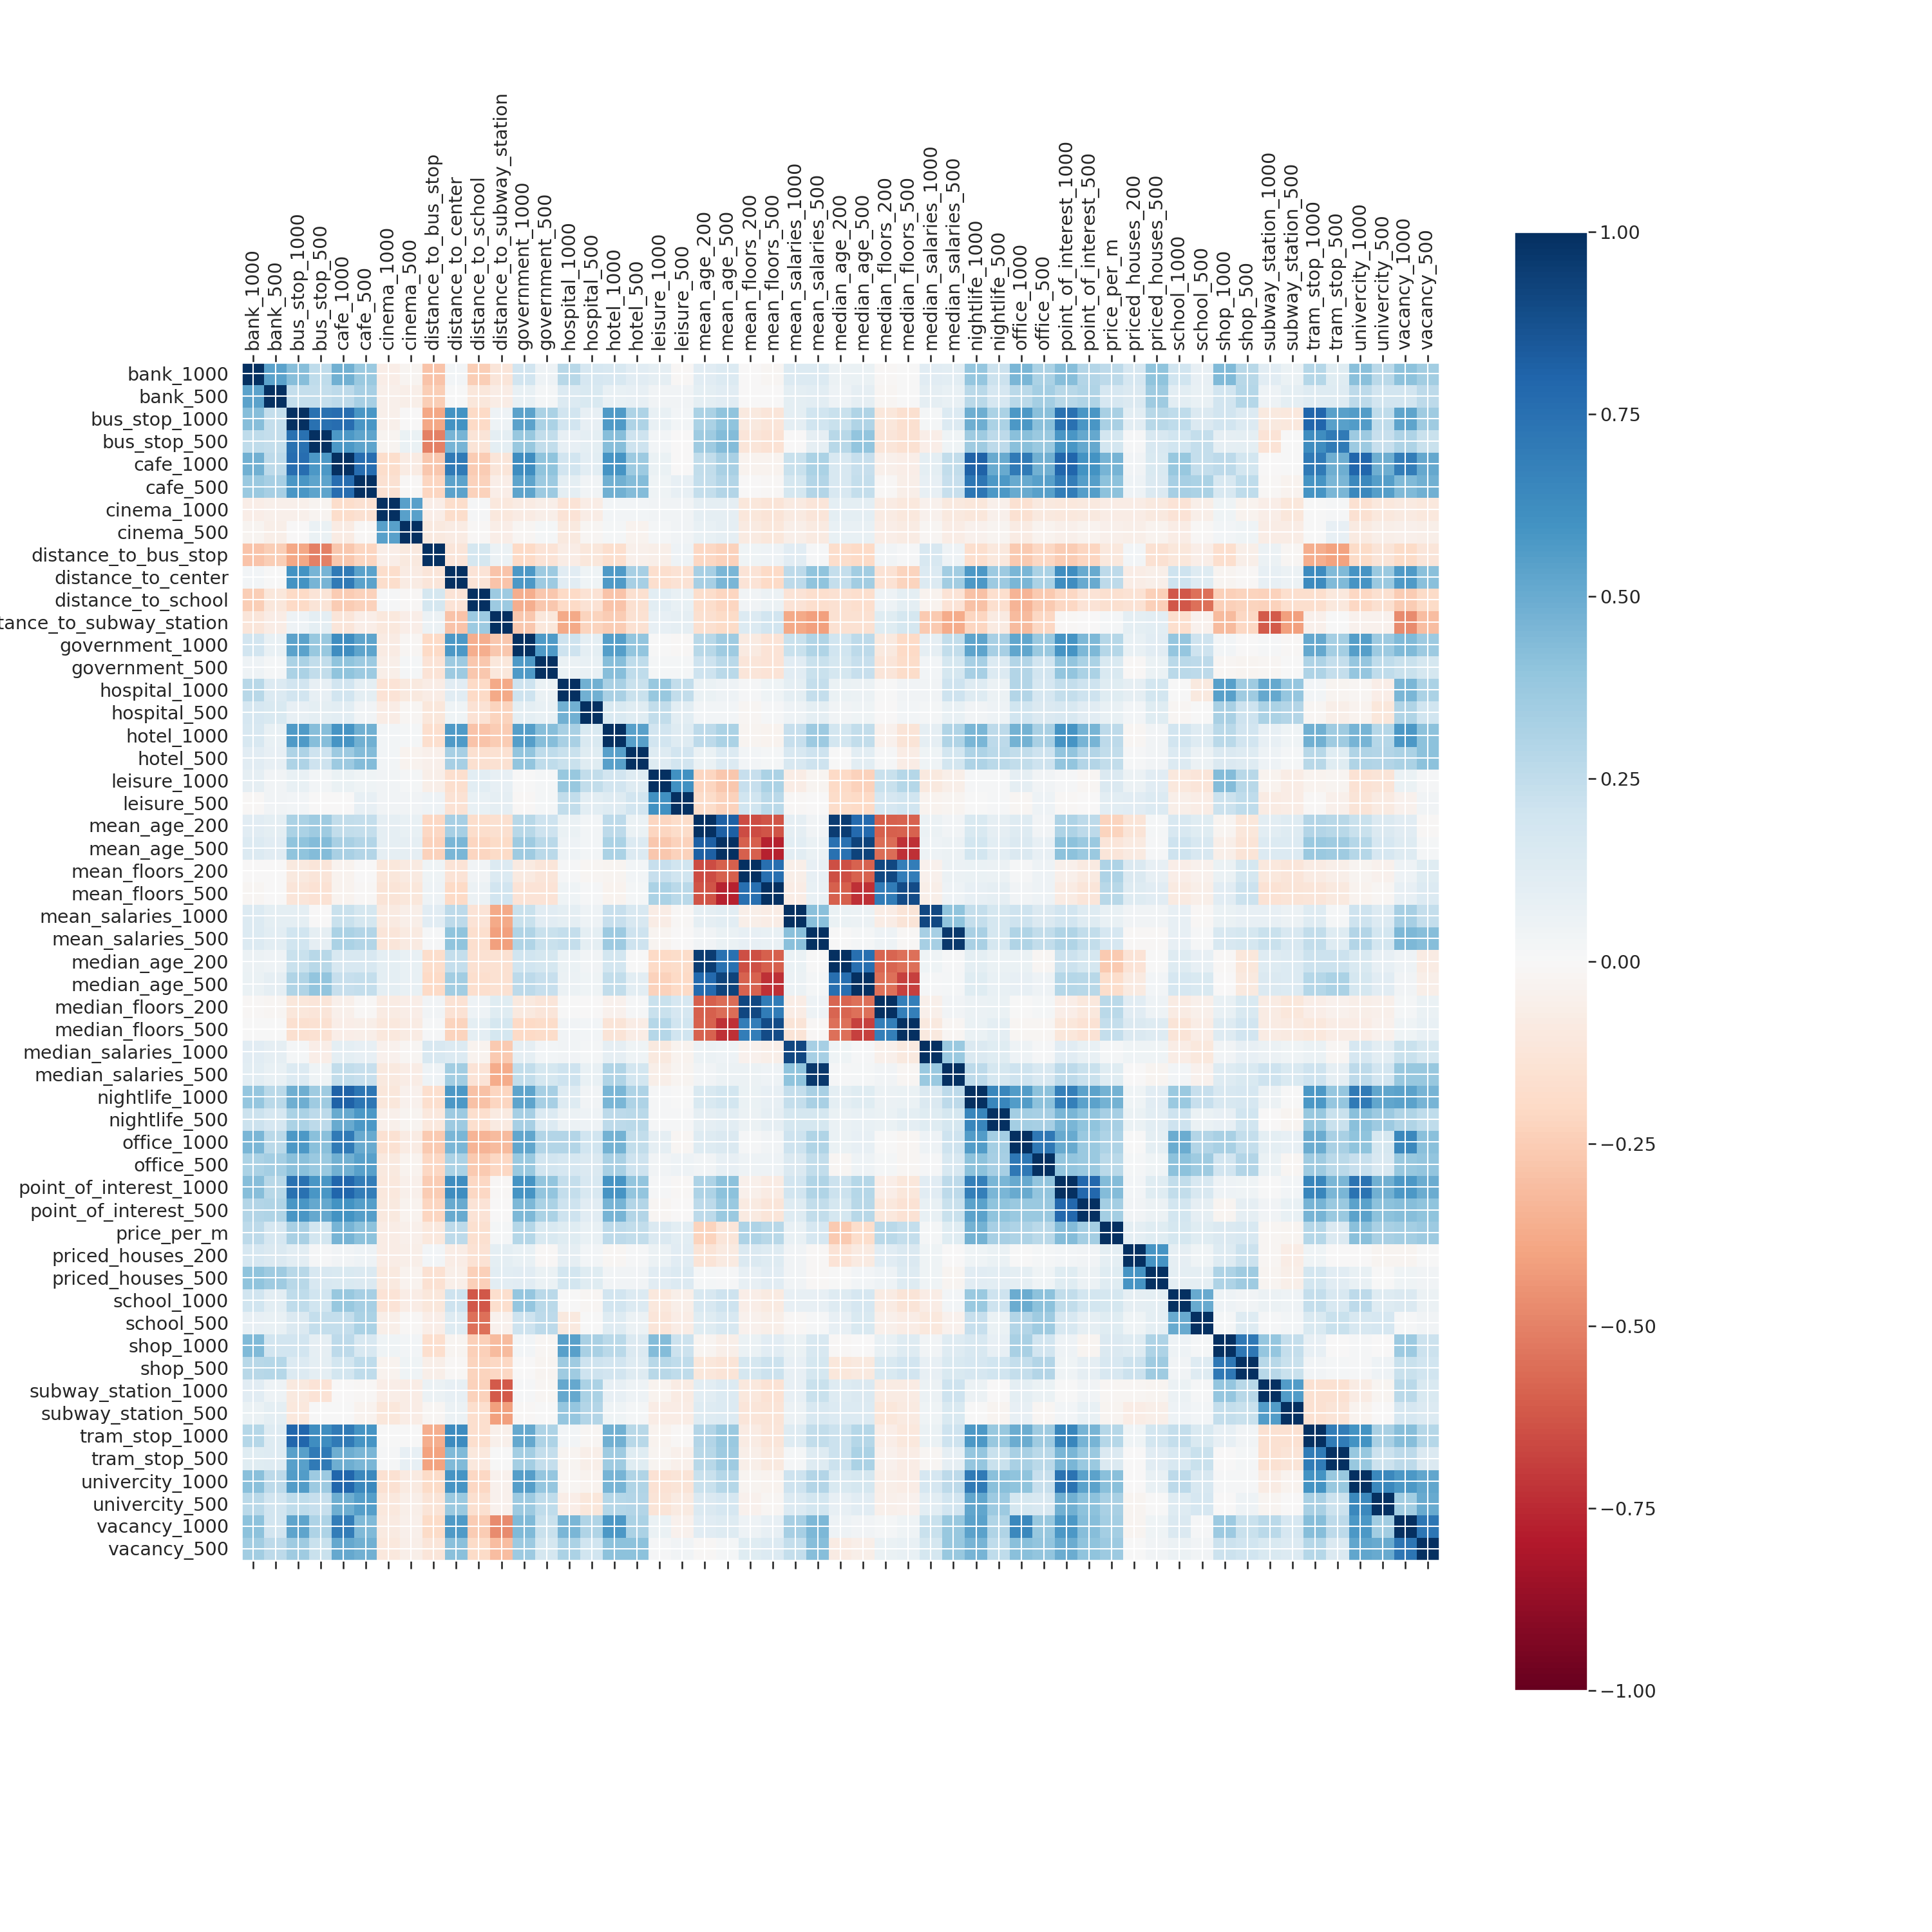 bank_1000
bank_500
bus_stop_1000
bus_stop_500
cafe_1000
cafe_500
cinema_1000
cinema_500
distance_to_bus_stop
distance_to_center
distance_to_school
distance_to_subway_station
government_1000
government_500
hospital_1000
hospital_500
hotel_1000
hotel_500
leisure_1000
leisure_500
mean_age_200
mean_age_500
mean_floors_200
mean_floors_500
mean_salaries_1000
mean_salaries_500
median_age_200
median_age_500
median_floors_200
median_floors_500
median_salaries_1000
median_salaries_500
nightlife_1000
nightlife_500
office_1000
office_500
point_of_interest_1000
point_of_interest_500
price_per_m
priced_houses_200
priced_houses_500
school_1000
school_500
shop_1000
shop_500
subway_station_1000
subway_station_500
tram_stop_1000
tram_stop_500
univercity_1000
univercity_500
vacancy_1000
vacancy_500
bank_1000
bank_500
bus_stop_1000
bus_stop_500
cafe_1000
cafe_500
cinema_1000
cinema_500
distance_to_bus_stop
distance_to_center
distance_to_school
tance_to_subway_station
government_1000
government_500
hospital_1000
hospital_500
hotel_1000
hotel_500
leisure_1000
leisure_500
mean_age_200
mean_age_500
mean_floors_200
mean_floors_500
mean_salaries_1000
mean_salaries_500
median_age_200
median_age_500
median_floors_200
median_floors_500
median_salaries_1000
median_salaries_500
nightlife_1000
nightlife_500
office_1000
office_500
point_of_interest_1000
point_of_interest_500
price_per_m
priced_houses_200
priced_houses_500
school_1000
school_500
shop_1000
shop_500
subway_station_1000
subway_station_500
tram_stop_1000
tram_stop_500
univercity_1000
univercity_500
vacancy_1000
vacancy_500
1.00
0.75
0.50
0.25
0.00
−0.25
−0.50
−0.75
−1.00